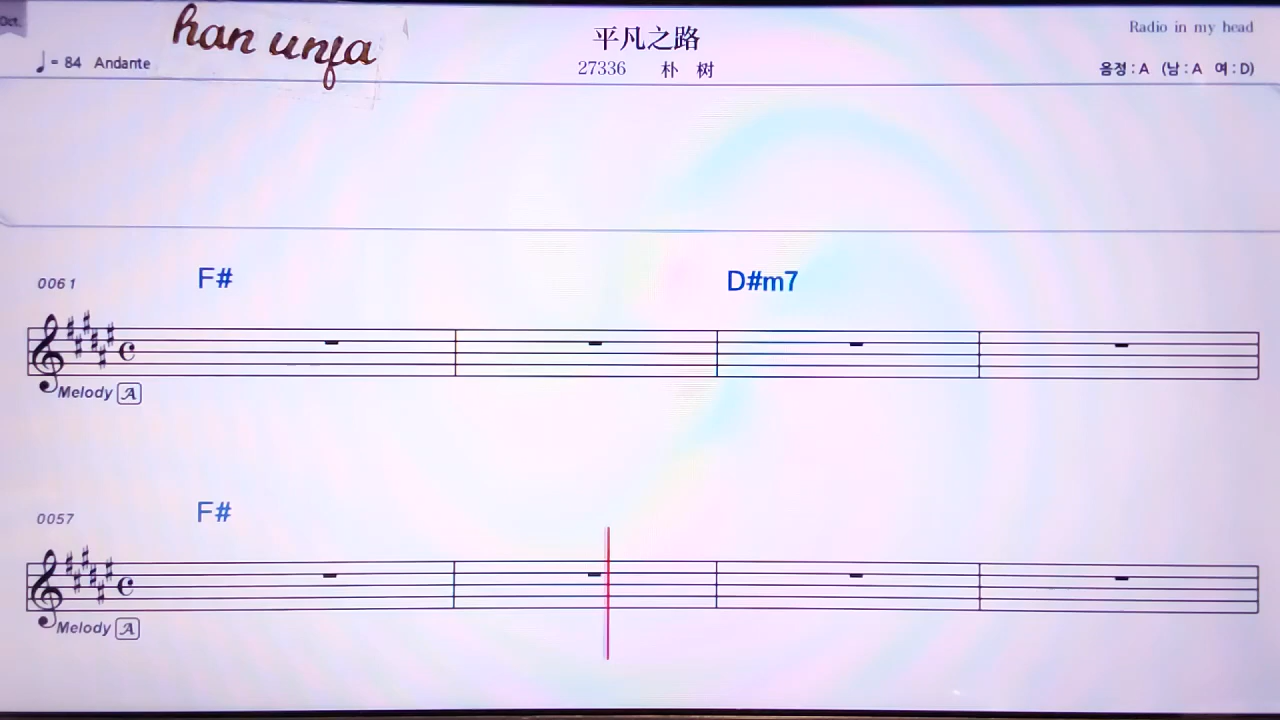 Oct.
han unfa
平凡之路
Radio in my head
♩= 84 Andante
27336 朴 树
음정 : A (남 : A 여 : D)
0061
F#
D#m7
Melody A
0057
F#
Melody A